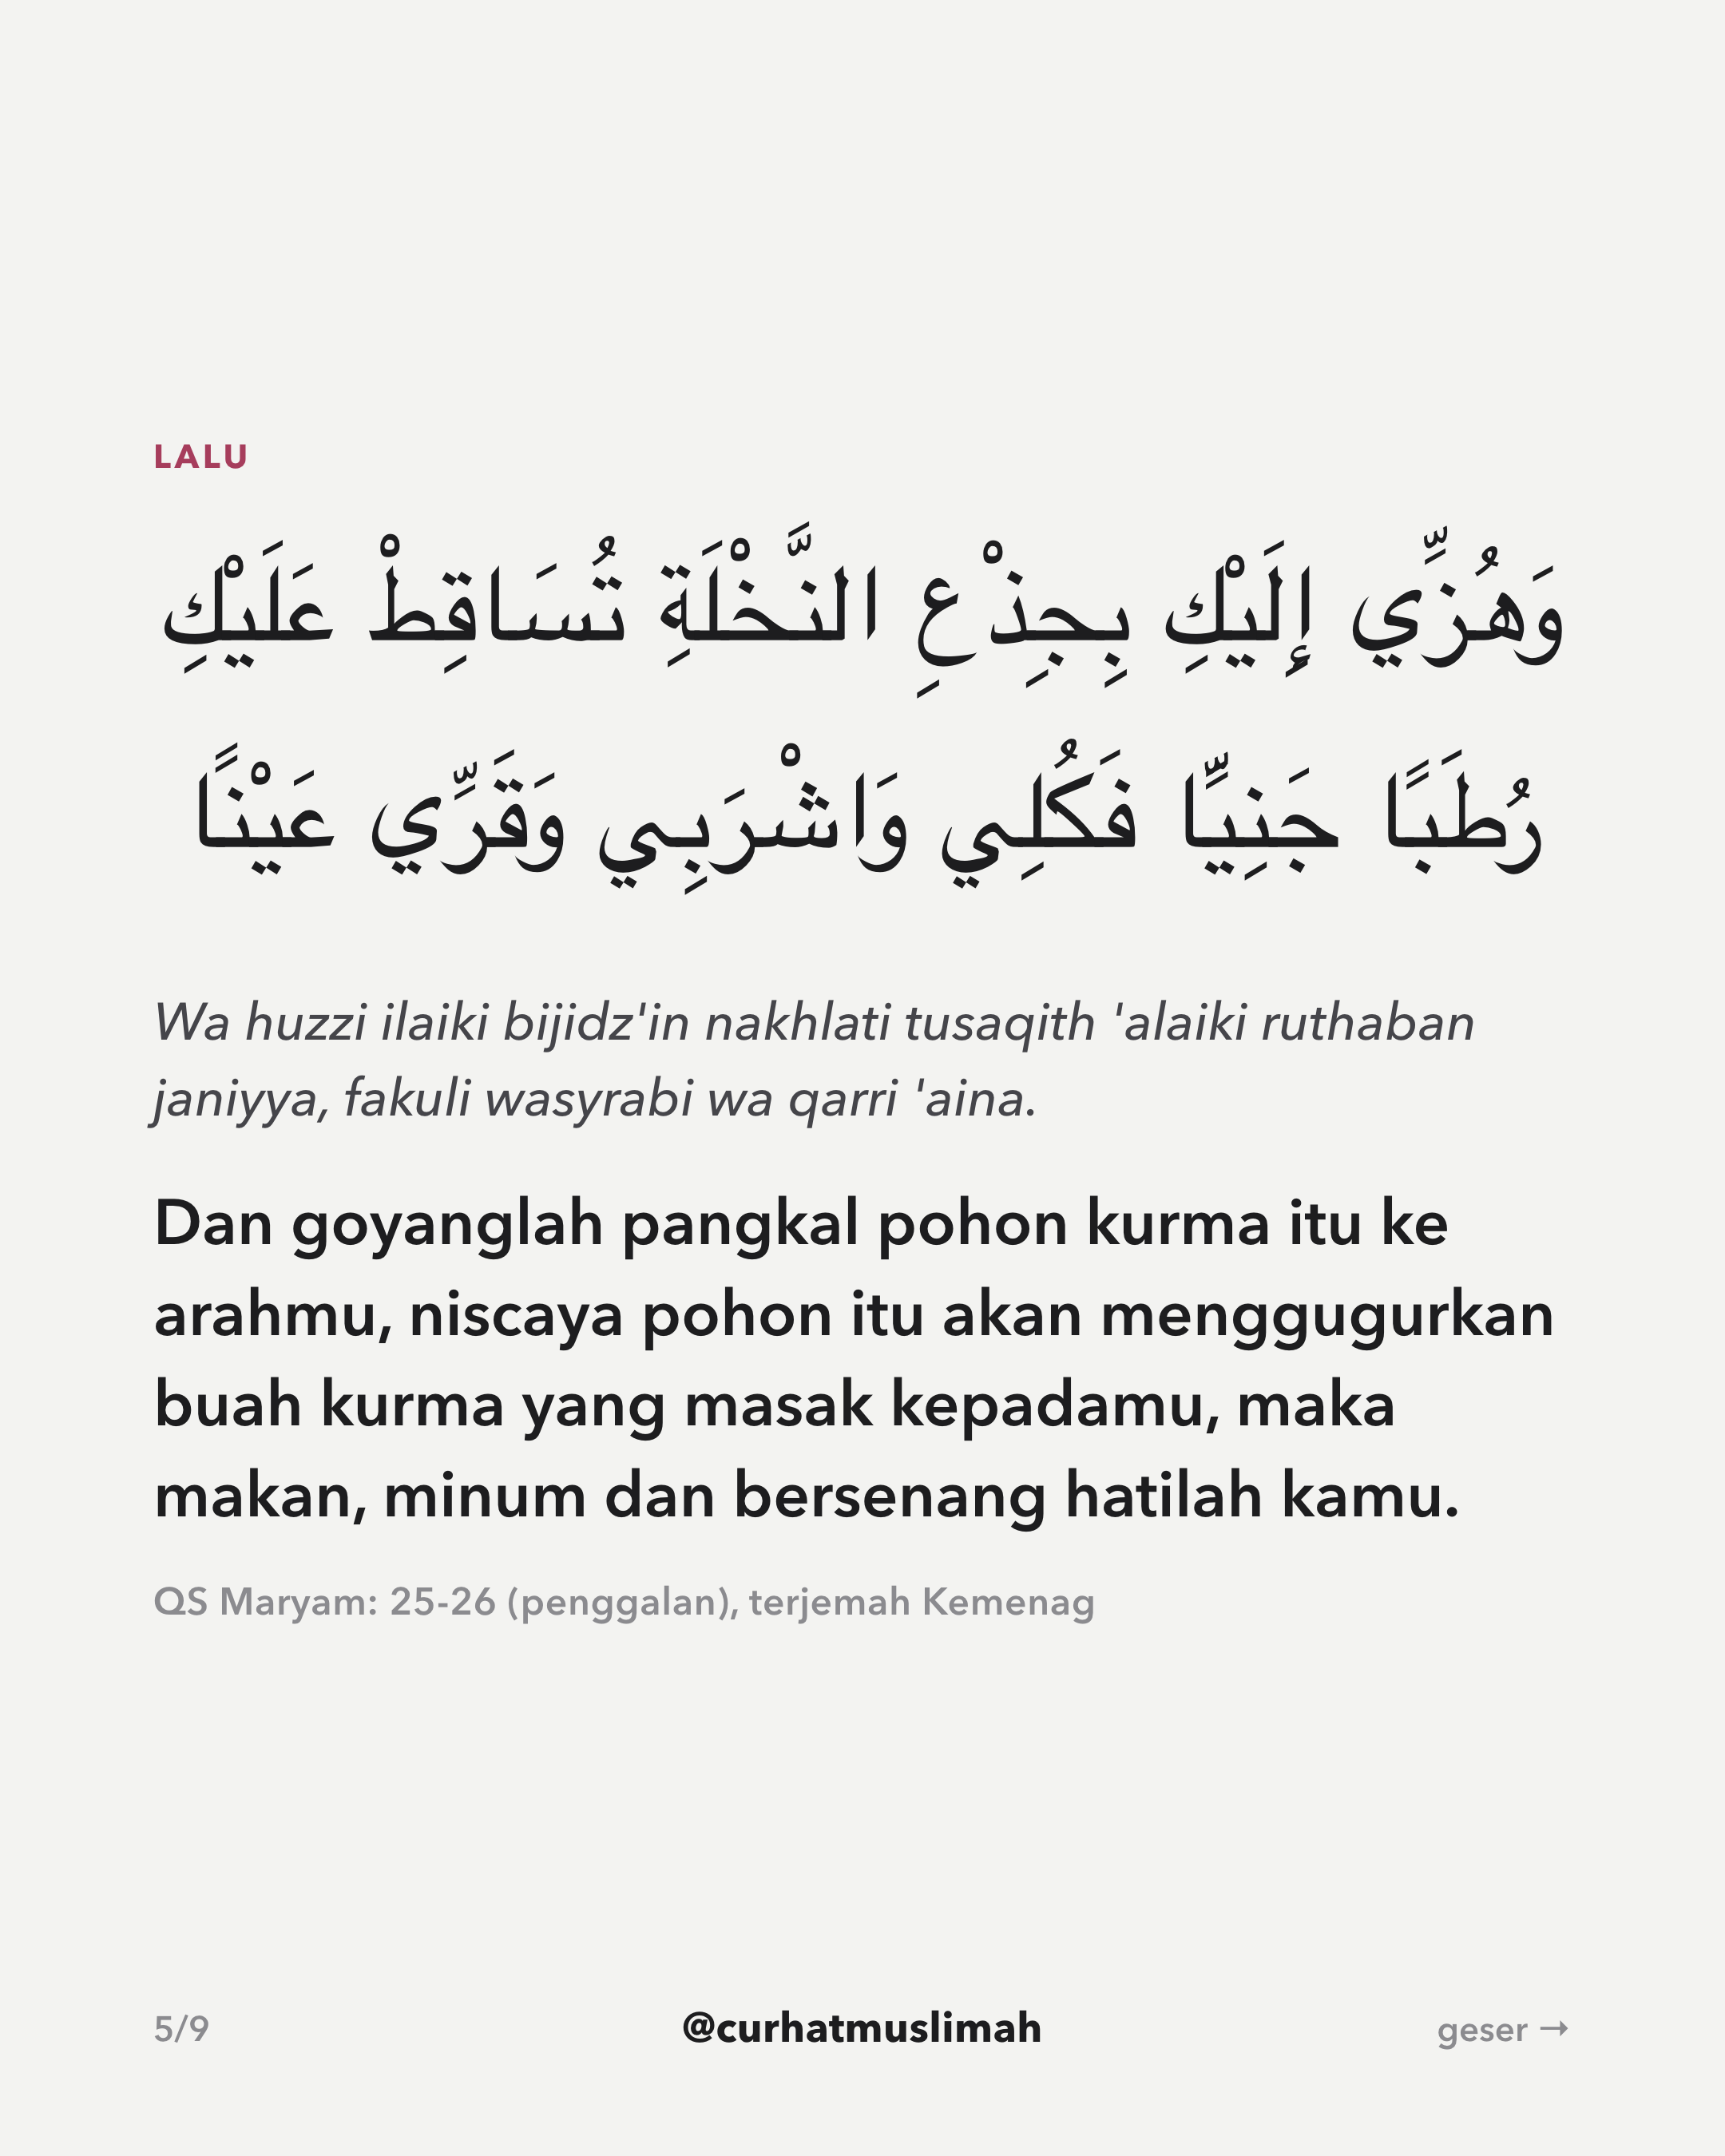 LALU
وَهُزِّي إِلَيْكِ بِجِذْعِ النَّخْلَةِ تُسَاقِطْ عَلَيْكِ
رُطَبًا جَنِيًّا فَكُلِي وَاشْرَبِي وَقَرِّي عَيْنًا
Wa huzzi ilaiki bijidz'in nakhlati tusaqith 'alaiki ruthaban
janiyya, fakuli wasyrabi wa qarri 'aina.
Dan goyanglah pangkal pohon kurma itu ke
arahmu, niscaya pohon itu akan menggugurkan
buah kurma yang masak kepadamu, maka
makan, minum dan bersenang hatilah kamu.
QS Maryam: 25-26 (penggalan), terjemah Kemenag
5/9
@curhatmuslimah
geser →